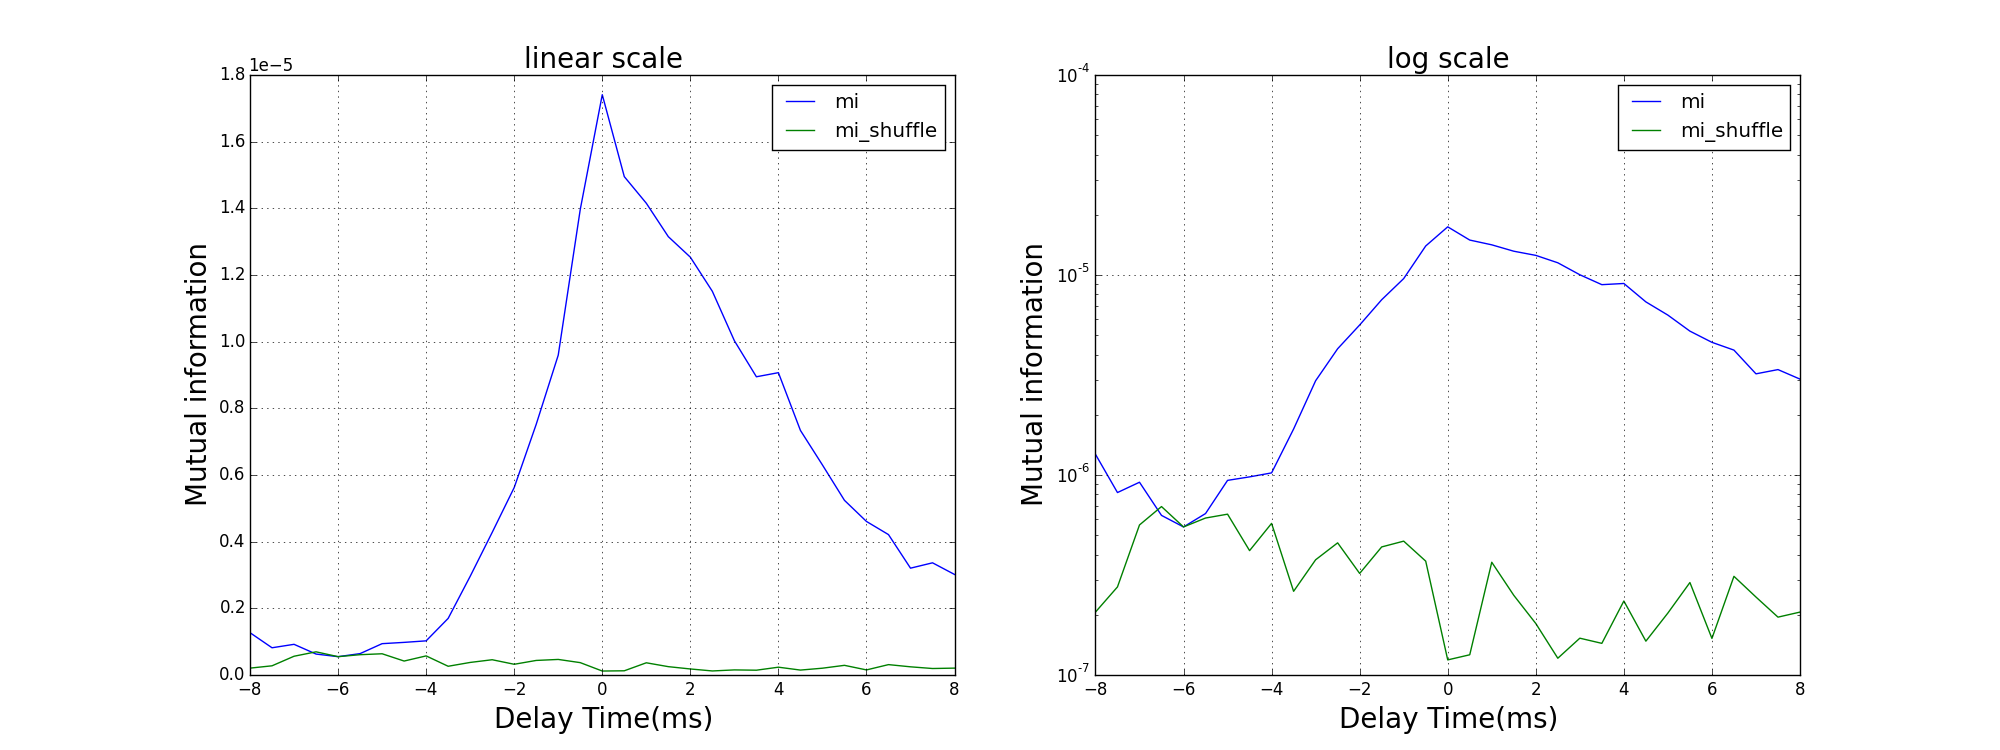 linear scale
1e−5
1.8
1.6
1.4
1.2
1.0
0.8
0.6
0.4
0.2
0.0
Mutual information
mi
mi_shuffle
−8 −6 −4 −2 0 2 4 6 8
Delay Time(ms)
log scale
10^-4
10^-5
10^-6
10^-7
Mutual information
mi
mi_shuffle
−8 −6 −4 −2 0 2 4 6 8
Delay Time(ms)